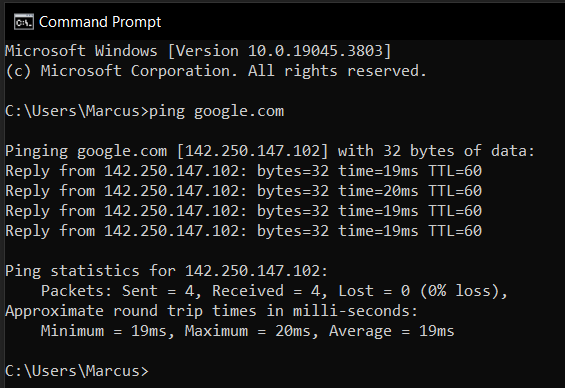 Command Prompt
Microsoft Windows [Version 10.0.19045.3803]
(c) Microsoft Corporation. All rights reserved.
C:\Users\Marcus>ping google.com
Pinging google.com [142.250.147.102] with 32 bytes of data:
Reply from 142.250.147.102: bytes=32 time=19ms TTL=60
Reply from 142.250.147.102: bytes=32 time=20ms TTL=60
Reply from 142.250.147.102: bytes=32 time=19ms TTL=60
Reply from 142.250.147.102: bytes=32 time=19ms TTL=60
Ping statistics for 142.250.147.102:
    Packets: Sent = 4, Received = 4, Lost = 0 (0% loss),
Approximate round trip times in milli-seconds:
    Minimum = 19ms, Maximum = 20ms, Average = 19ms
C:\Users\Marcus>